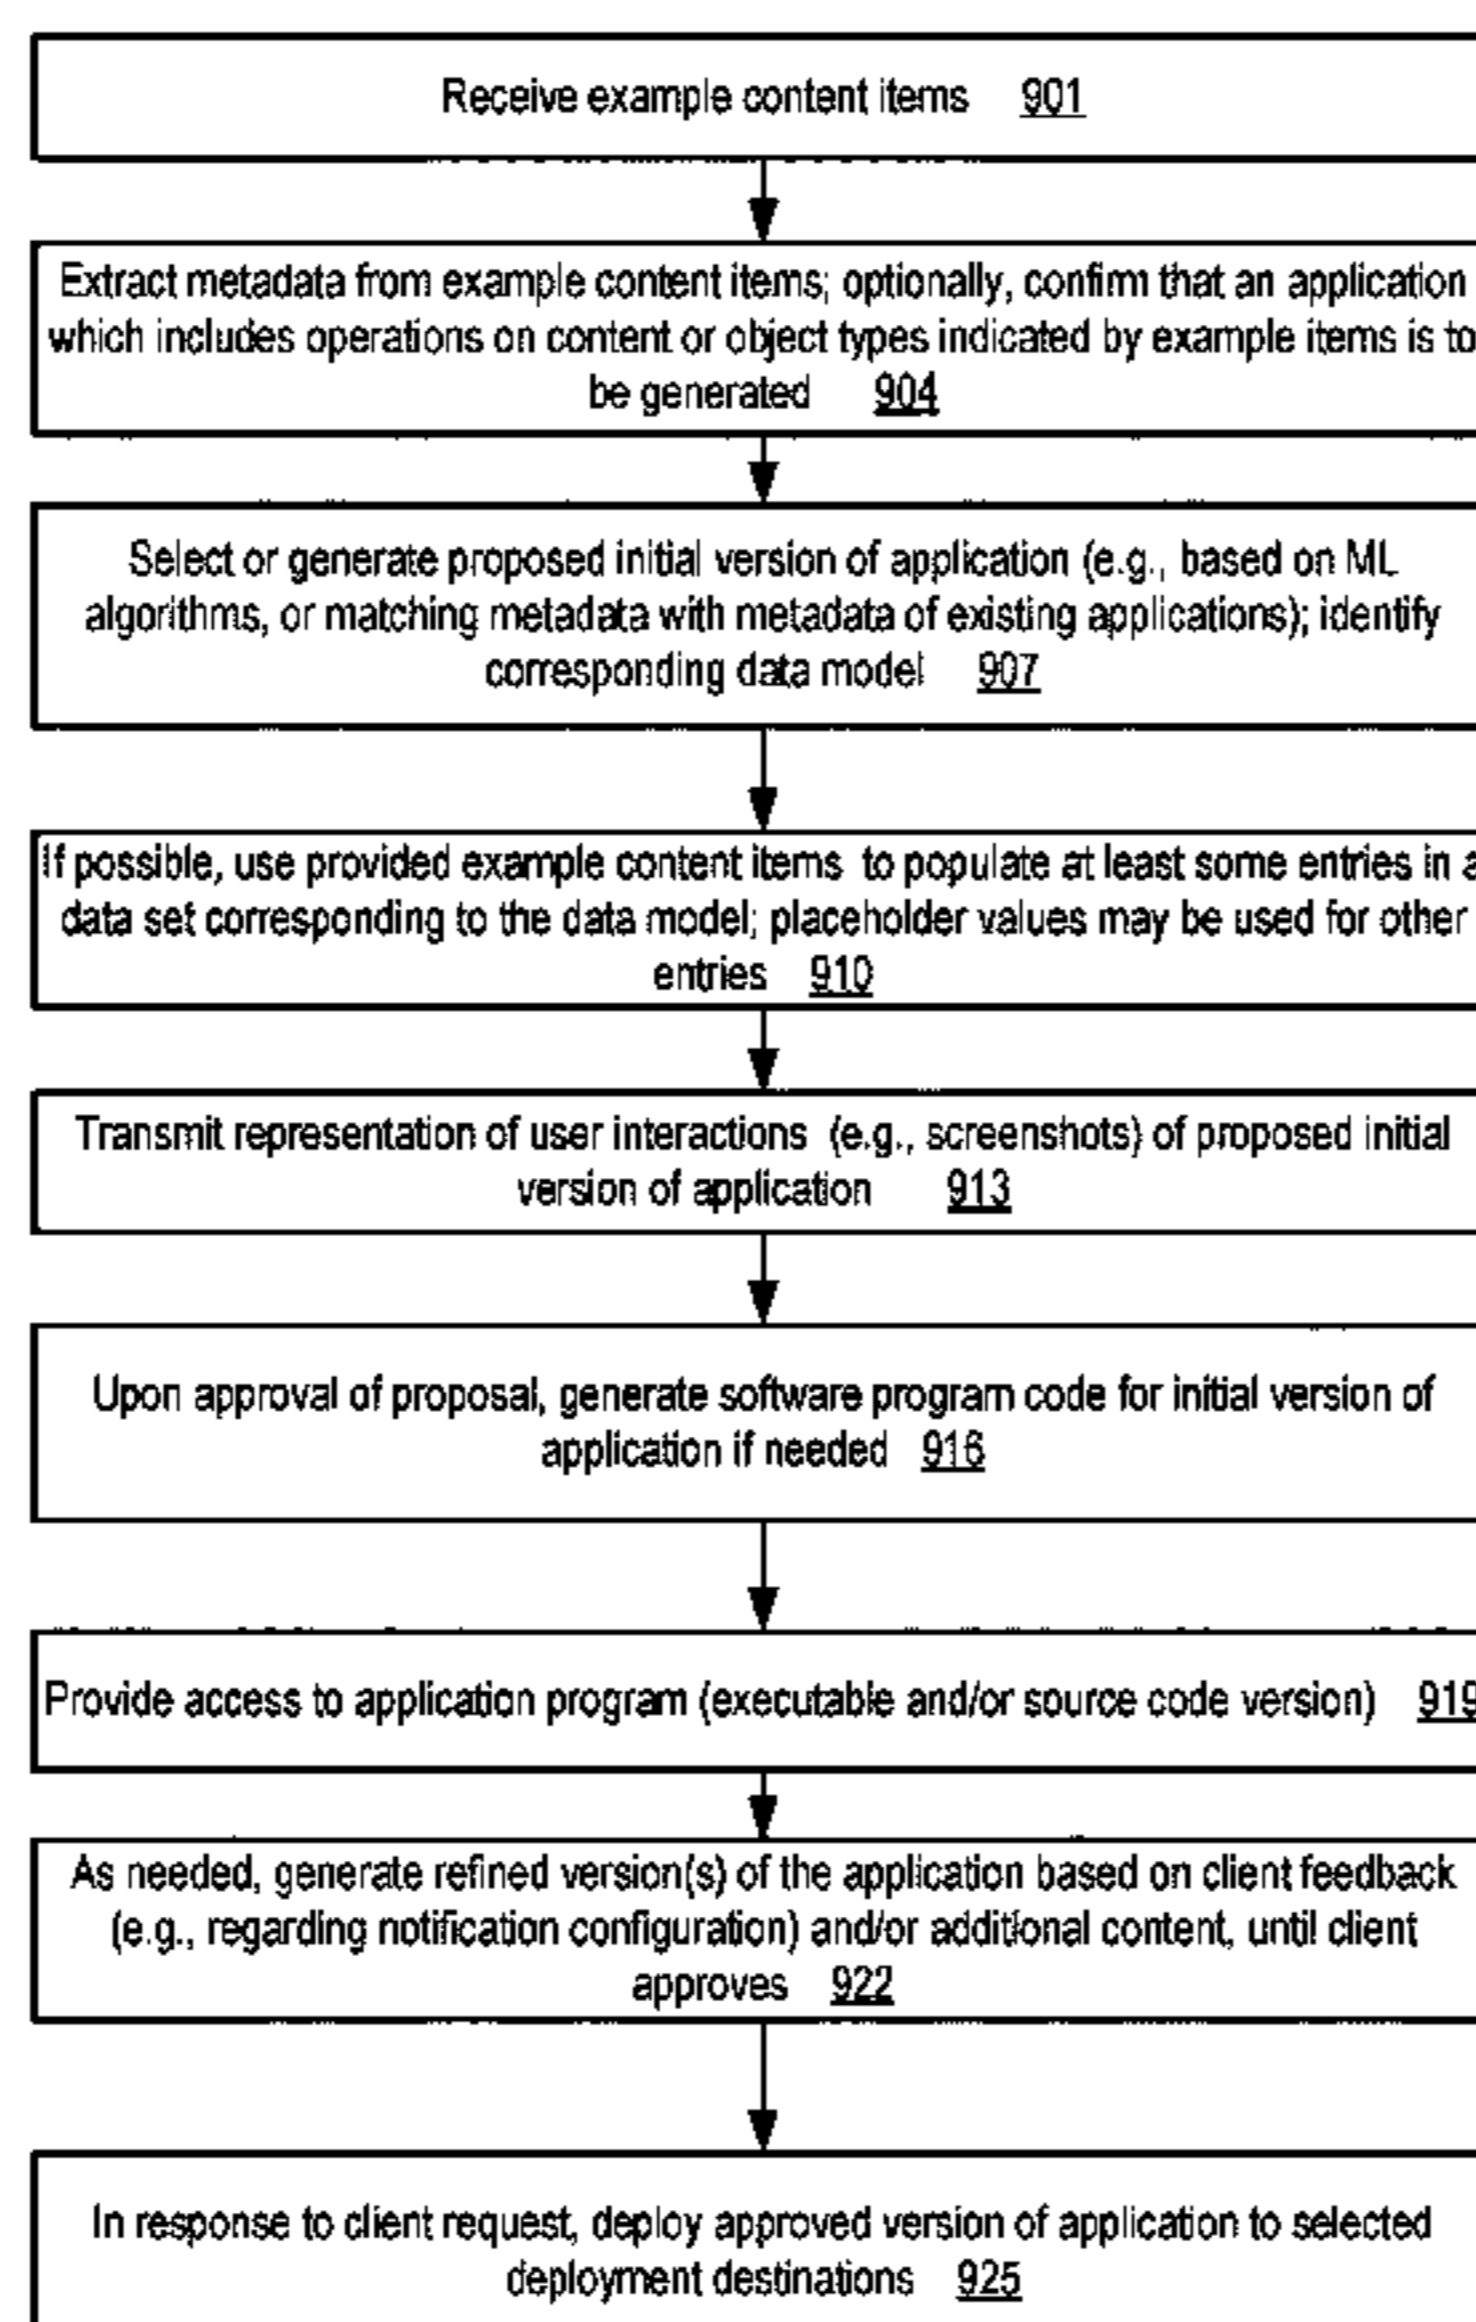 Receive example content items 901
Extract metadata from example content items; optionally, confirm that an application
which includes operations on content or object types indicated by example items is to
be generated 904
Select or generate proposed initial version of application (e.g., based on ML
algorithms, or matching metadata with metadata of existing applications); identify
corresponding data model 907
If possible, use provided example content items to populate at least some entries in a
data set corresponding to the data model; placeholder values may be used for other
entries 910
Transmit representation of user interactions (e.g., screenshots) of proposed initial
version of application 913
Upon approval of proposal, generate software program code for initial version of
application if needed 916
Provide access to application program (executable and/or source code version) 919
As needed, generate refined version(s) of the application based on client feedback
(e.g., regarding notification configuration) and/or additional content, until client
approves 922
In response to client request, deploy approved version of application to selected
deployment destinations 925